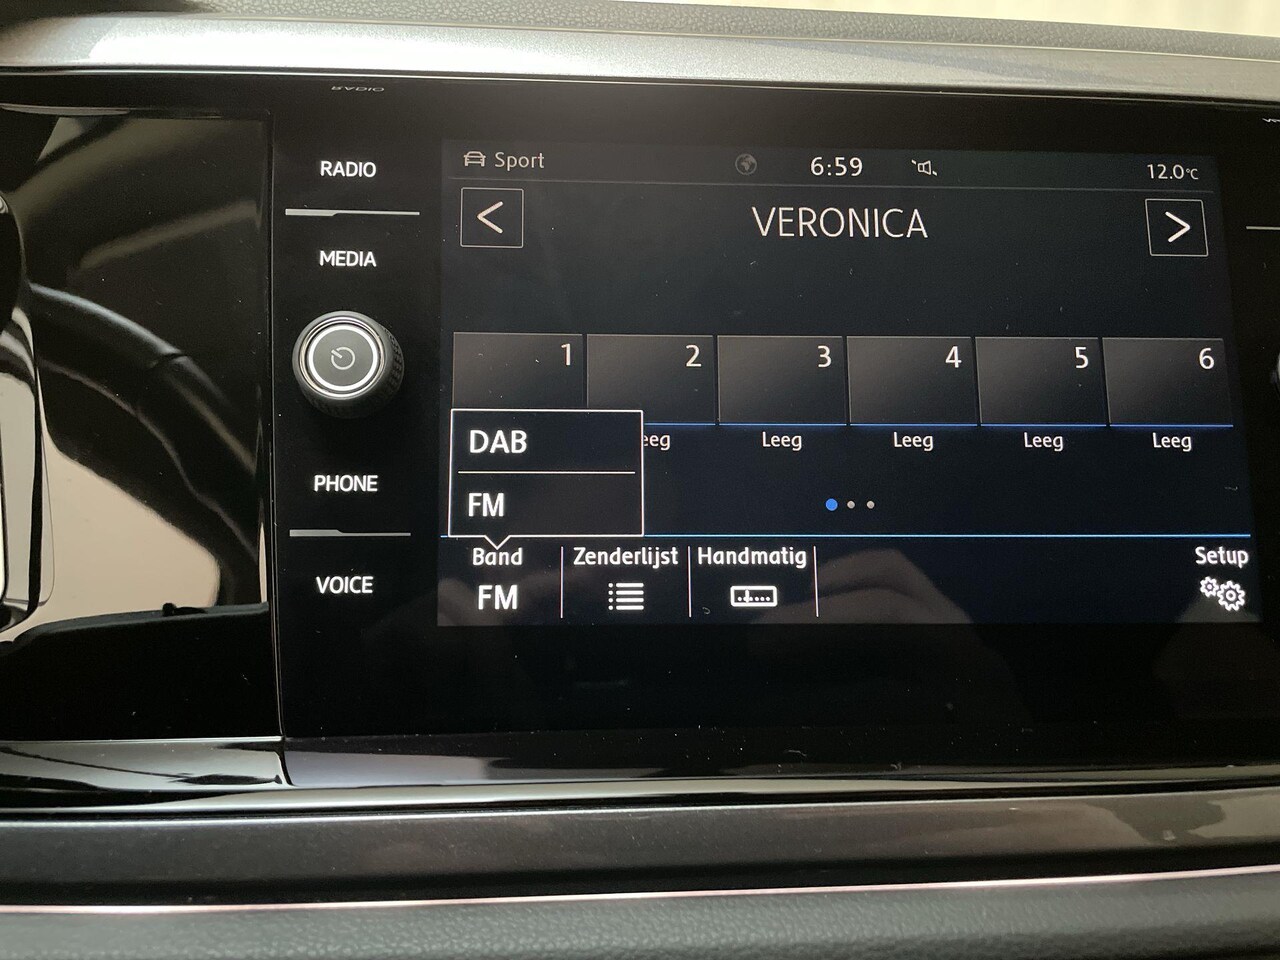 RADIO
RADIO
MEDIA
PHONE
VOICE
Sport
6:59
12.0°C
<
VERONICA
>
1
2
3
4
5
6
eeg
Leeg
Leeg
Leeg
Leeg
DAB
FM
Band
Zenderlijst
Handmatig
Setup
FM